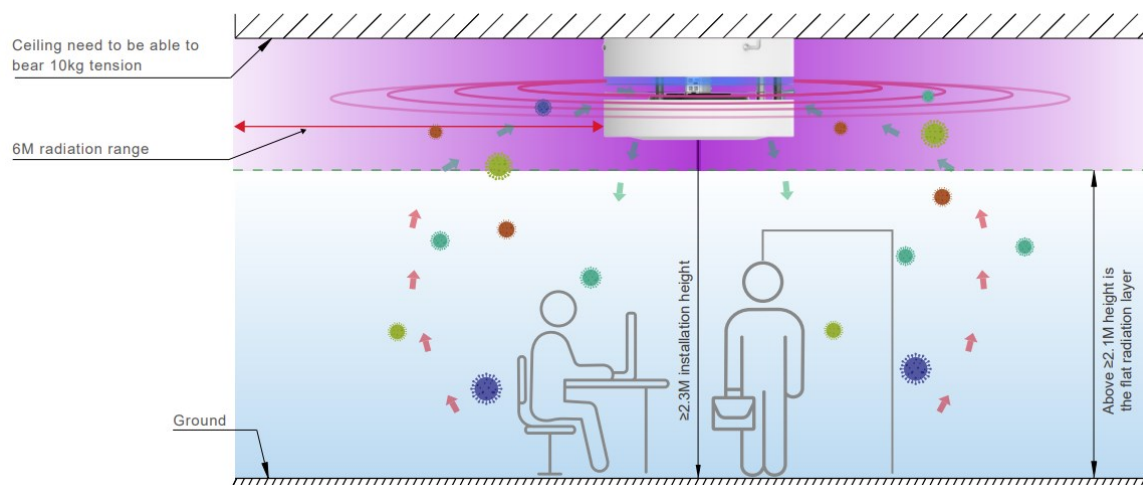 Ceiling need to be able to
bear 10kg tension
6M radiation range
≥2.3M installation height
Above ≥2.1M height is
the flat radiation layer
Ground